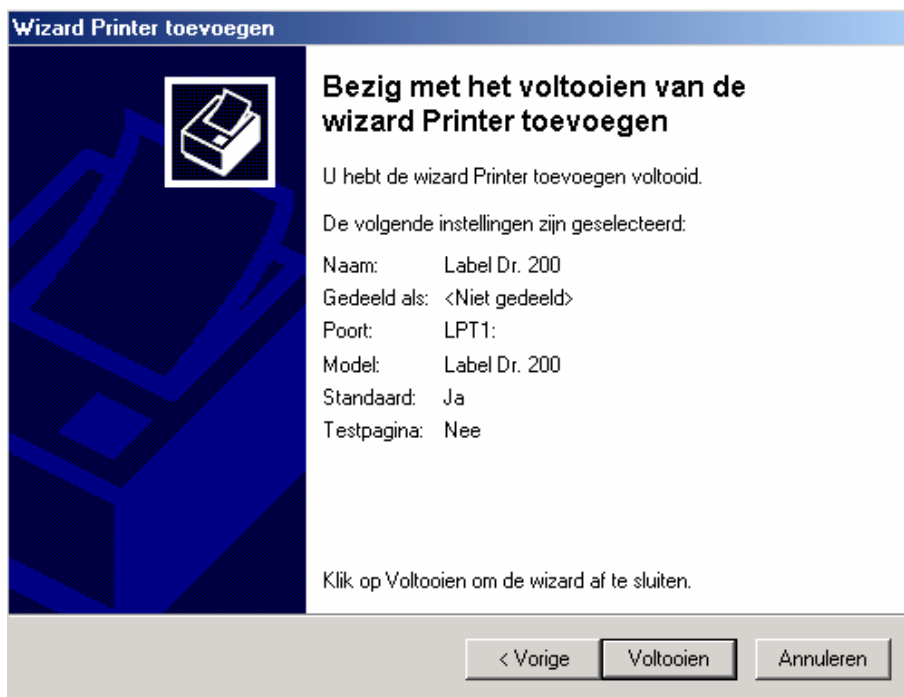 Wizard Printer toevoegen
Bezig met het voltooien van de
wizard Printer toevoegen
U hebt de wizard Printer toevoegen voltooid.
De volgende instellingen zijn geselecteerd:
Naam: Label Dr. 200
Gedeeld als: <Niet gedeeld>
Poort: LPT1:
Model: Label Dr. 200
Standaard: Ja
Testpagina: Nee
Klik op Voltooien om de wizard af te sluiten.
< Vorige Voltooien Annuleren